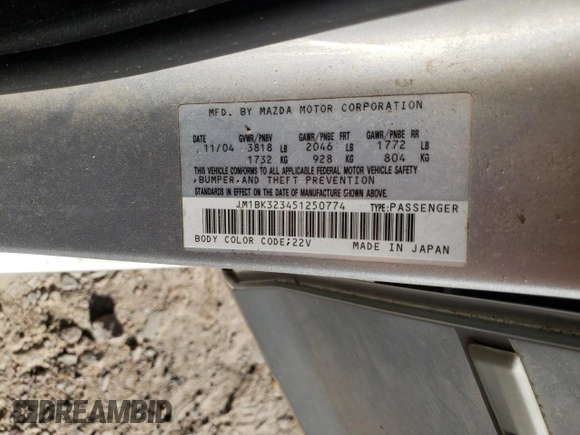 MFD. BY MAZDA MOTOR CORPORATION
DATE GVWR/PNBV GAWR/PNBE FRT GAWR/PNBE RR
11/04 3818 LB 2046 LB 1772 LB
1732 KG 928 KG 804 KG
THIS VEHICLE CONFORMS TO ALL APPLICABLE FEDERAL MOTOR VEHICLE SAFETY
,BUMPER,AND THEFT PREVENTION
STANDARDS IN EFFECT ON THE DATE OF MANUFACTURE SHOWN ABOVE.
JM1BK323451250774 TYPE:PASSENGER
BODY COLOR CODE;22V MADE IN JAPAN
DREAMBID